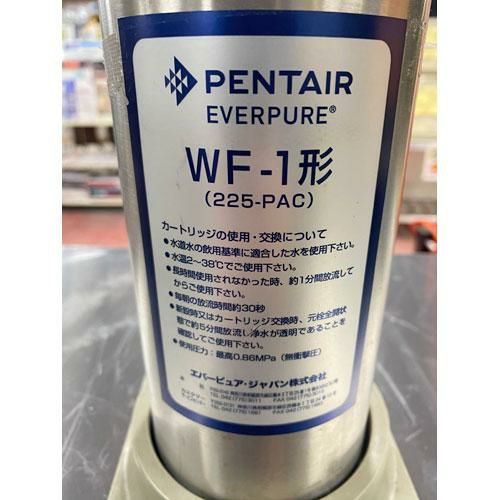 PENTAIR
EVERPURE®
WF-1形
(225-PAC)
カートリッジの使用・交換について
●水道水の飲用基準に適合した水を使用下さい。
●水温2~38℃でご使用下さい。
●長時間使用されなかった時、約1分間放流して
からご使用下さい。
●毎朝の放流時間約30秒
●新設時又はカートリッジ交換時、元栓全開状
態で約5分間放流し浄水が透明であることを
確認してご使用下さい。
●使用圧力:最高0.86MPa(無衝撃圧)
エバーピュア・ジャパン株式会社